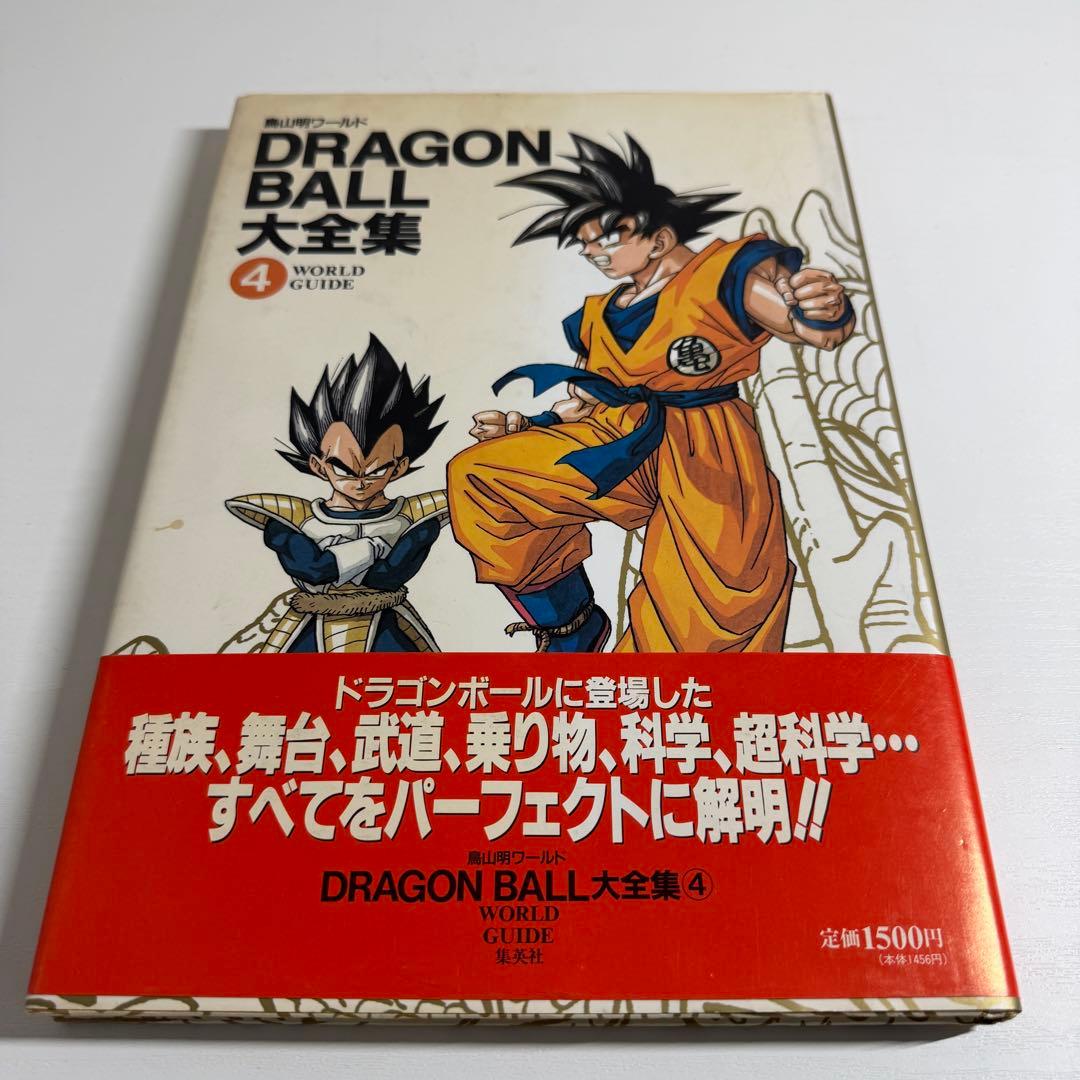 鳥山明ワールド
DRAGON
BALL
大全集
4 WORLD
GUIDE
亀
ドラゴンボールに登場した
種族、舞台、武道、乗り物、科学、超科学…
すべてをパーフェクトに解明!!
鳥山明ワールド
DRAGON BALL大全集④
WORLD
GUIDE
集英社
定価1500円
(本体1456円)